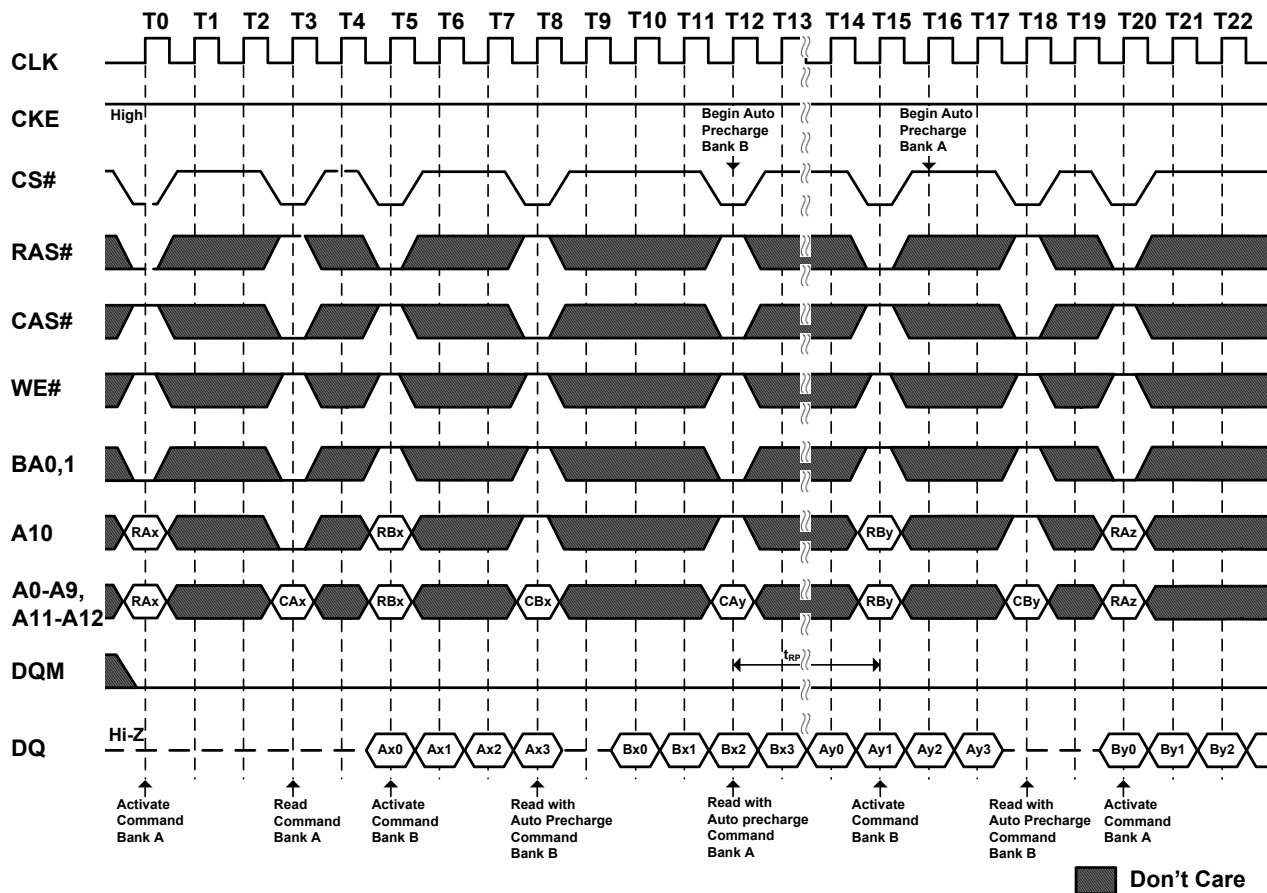 T0 T1 T2 T3 T4 T5 T6 T7 T8 T9 T10 T11 T12 T13 T14 T15 T16 T17 T18 T19 T20 T21 T22
CLK
CKE
High
Begin Auto
Precharge
Bank B
Begin Auto
Precharge
Bank A
CS#
RAS#
CAS#
WE#
BA0,1
A10
RAx RBx RBy RAz
A0-A9,
A11-A12
RAx CAx RBx CBx CAy RBy CBy RAz
DQM
tRP
DQ
Hi-Z
Ax0 Ax1 Ax2 Ax3 Bx0 Bx1 Bx2 Bx3 Ay0 Ay1 Ay2 Ay3 By0 By1 By2
Activate
Command
Bank A
Read
Command
Bank A
Activate
Command
Bank B
Read with
Auto Precharge
Command
Bank B
Read with
Auto precharge
Command
Bank A
Activate
Command
Bank B
Read with
Auto Precharge
Command
Bank B
Activate
Command
Bank A
Don't Care